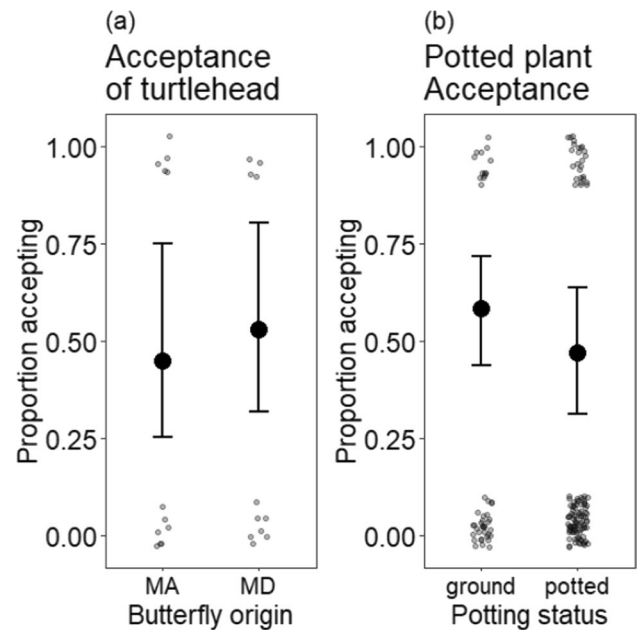 (a)
Acceptance
of turtlehead
Proportion accepting
1.00
0.75
0.50
0.25
0.00
MA MD
Butterfly origin
(b)
Potted plant
Acceptance
Proportion accepting
1.00
0.75
0.50
0.25
0.00
ground potted
Potting status